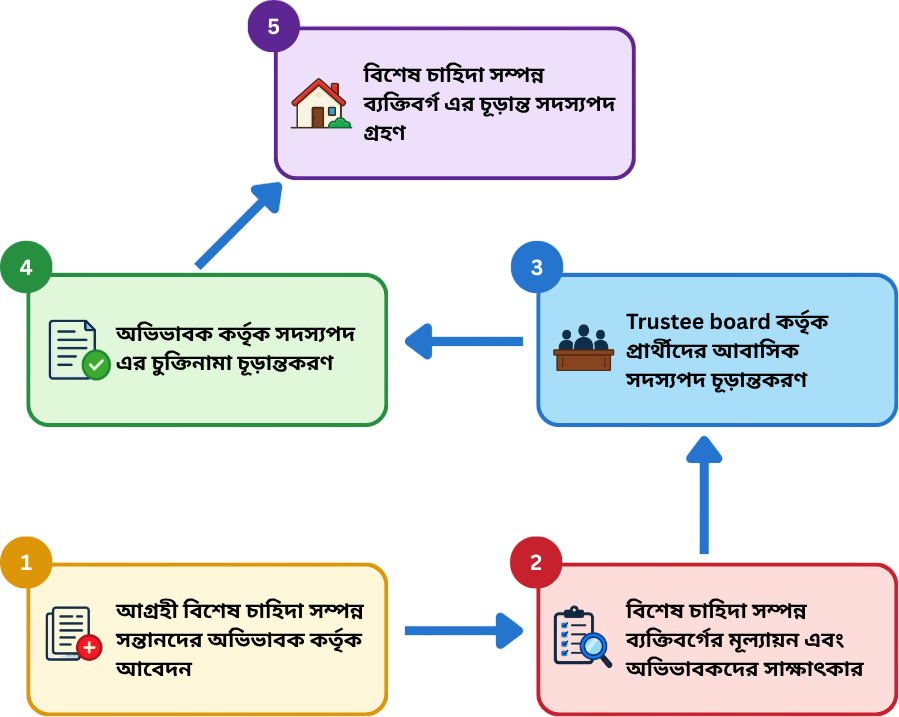 5
বিশেষ চাহিদা সম্পন্ন
ব্যক্তিবর্গ এর চূড়ান্ত সদস্যপদ
গ্রহণ
4
অভিভাবক কর্তৃক সদস্যপদ
এর চুক্তিনামা চূড়ান্তকরণ
3
Trustee board কর্তৃক
প্রার্থীদের আবাসিক
সদস্যপদ চূড়ান্তকরণ
1
আগ্রহী বিশেষ চাহিদা সম্পন্ন
সন্তানদের অভিভাবক কর্তৃক
আবেদন
2
বিশেষ চাহিদা সম্পন্ন
ব্যক্তিবর্গের মূল্যায়ন এবং
অভিভাবকদের সাক্ষাৎকার